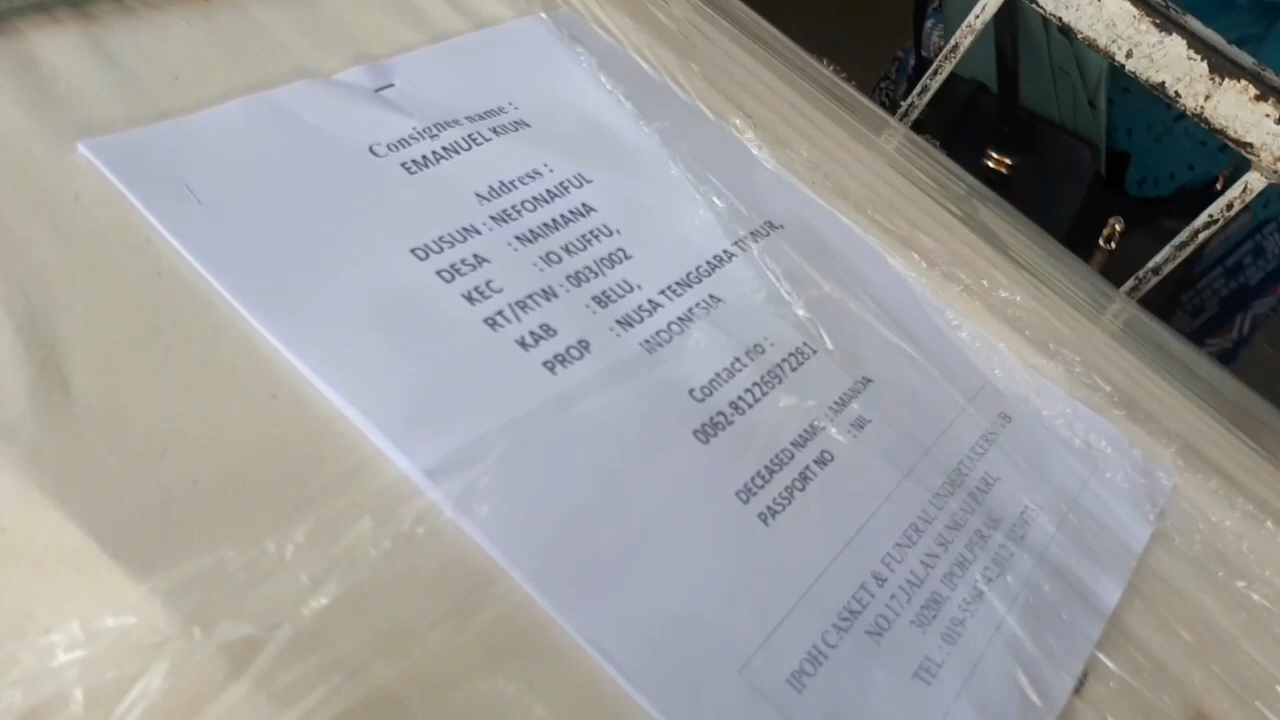 Consignee name :
EMANUEL KIUN
Address :
DUSUN : NEFONAIFUL
DESA : NAIMANA
KEC : IO KUFFU,
RT/RTW : 003/002
KAB : BELU,
PROP : NUSA TENGGARA TIMUR,
INDONESIA
Contact no :
0062-81226972281
DECEASED NAME : AMANDA
PASSPORT NO : NIL
IPOH CASKET & FUNERAL UNDERTAKERS
NO.17, JALAN SUNGAI PARI,
30200, IPOH, PERAK
TEL :